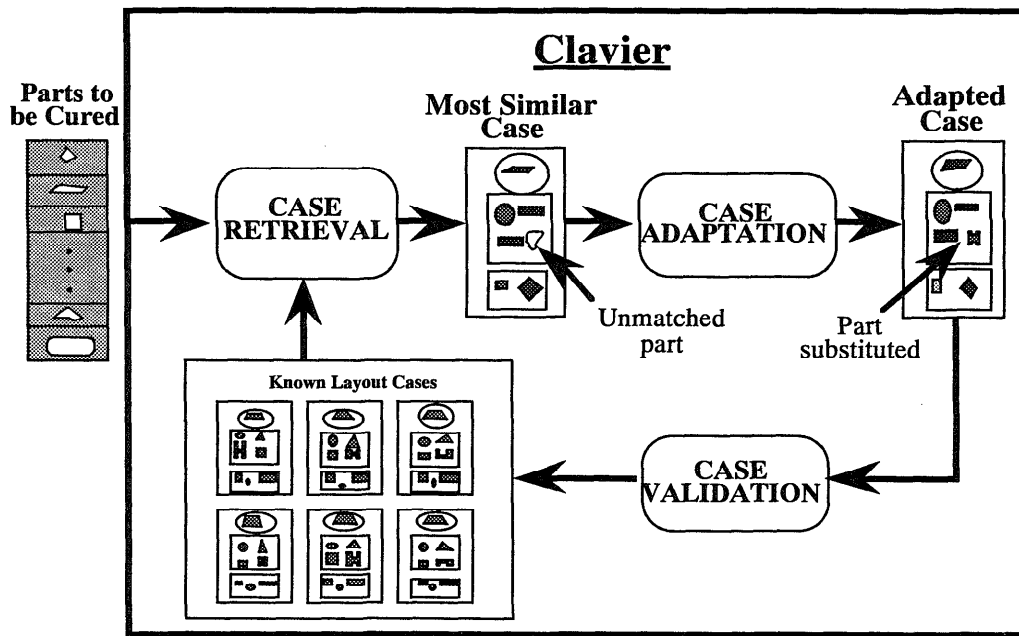 Clavier
Parts to
be Cured
Most Similar
Case
Adapted
Case
CASE
RETRIEVAL
CASE
ADAPTATION
Unmatched
part
Part
substituted
Known Layout Cases
CASE
VALIDATION